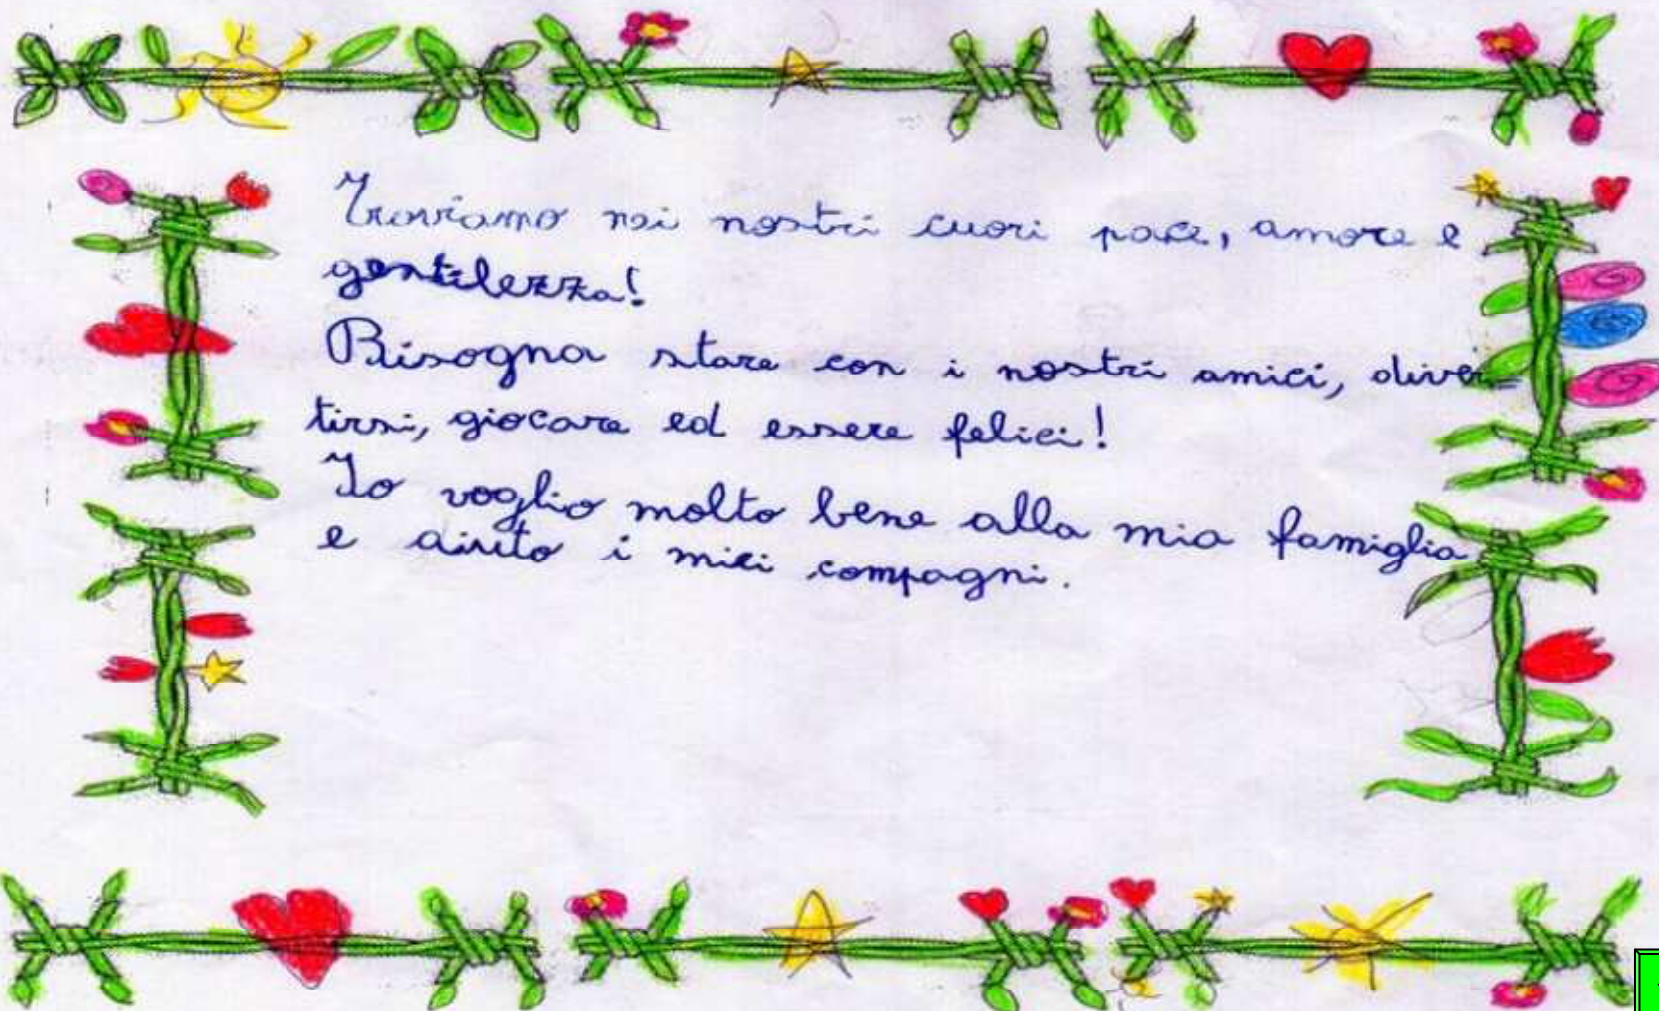 Troviamo nei nostri cuori pace, amore e
gentilezza!
Bisogna stare con i nostri amici, diver-
tirsi, giocare ed essere felici!
Io voglio molto bene alla mia famiglia
e aiuto i miei compagni.